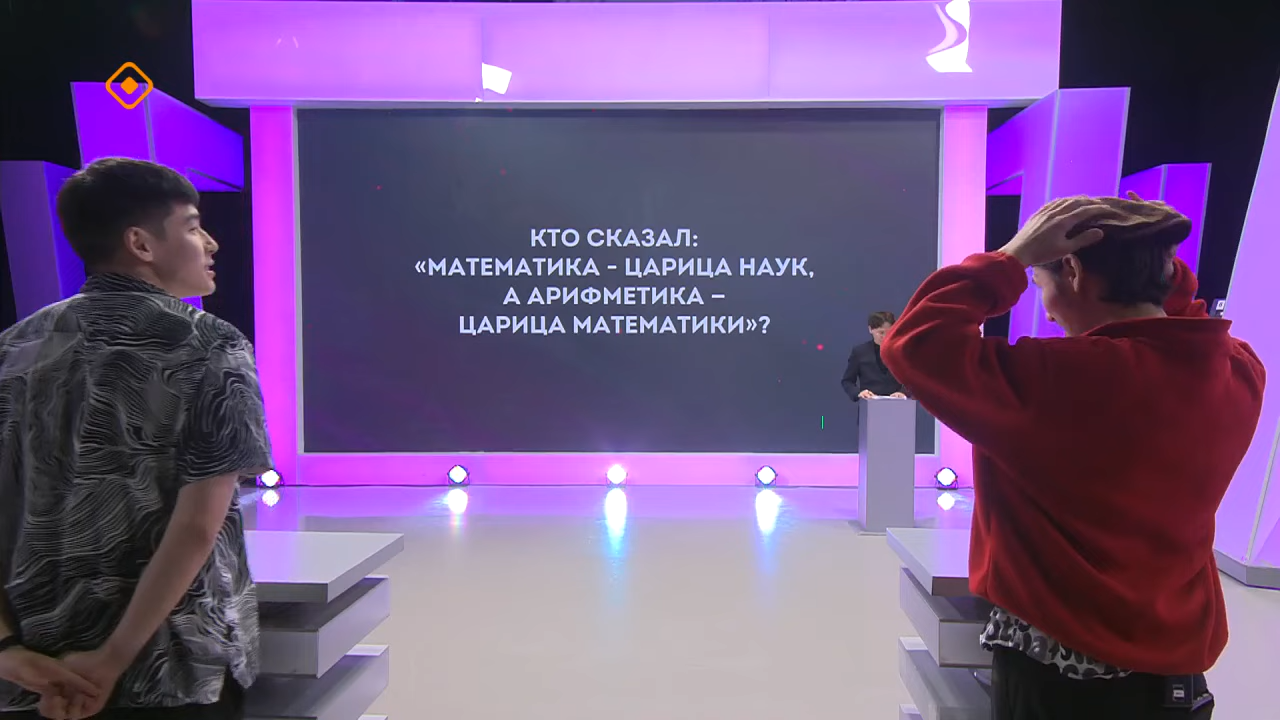 КТО СКАЗАЛ:
«МАТЕМАТИКА - ЦАРИЦА НАУК,
А АРИФМЕТИКА –
ЦАРИЦА МАТЕМАТИКИ»?